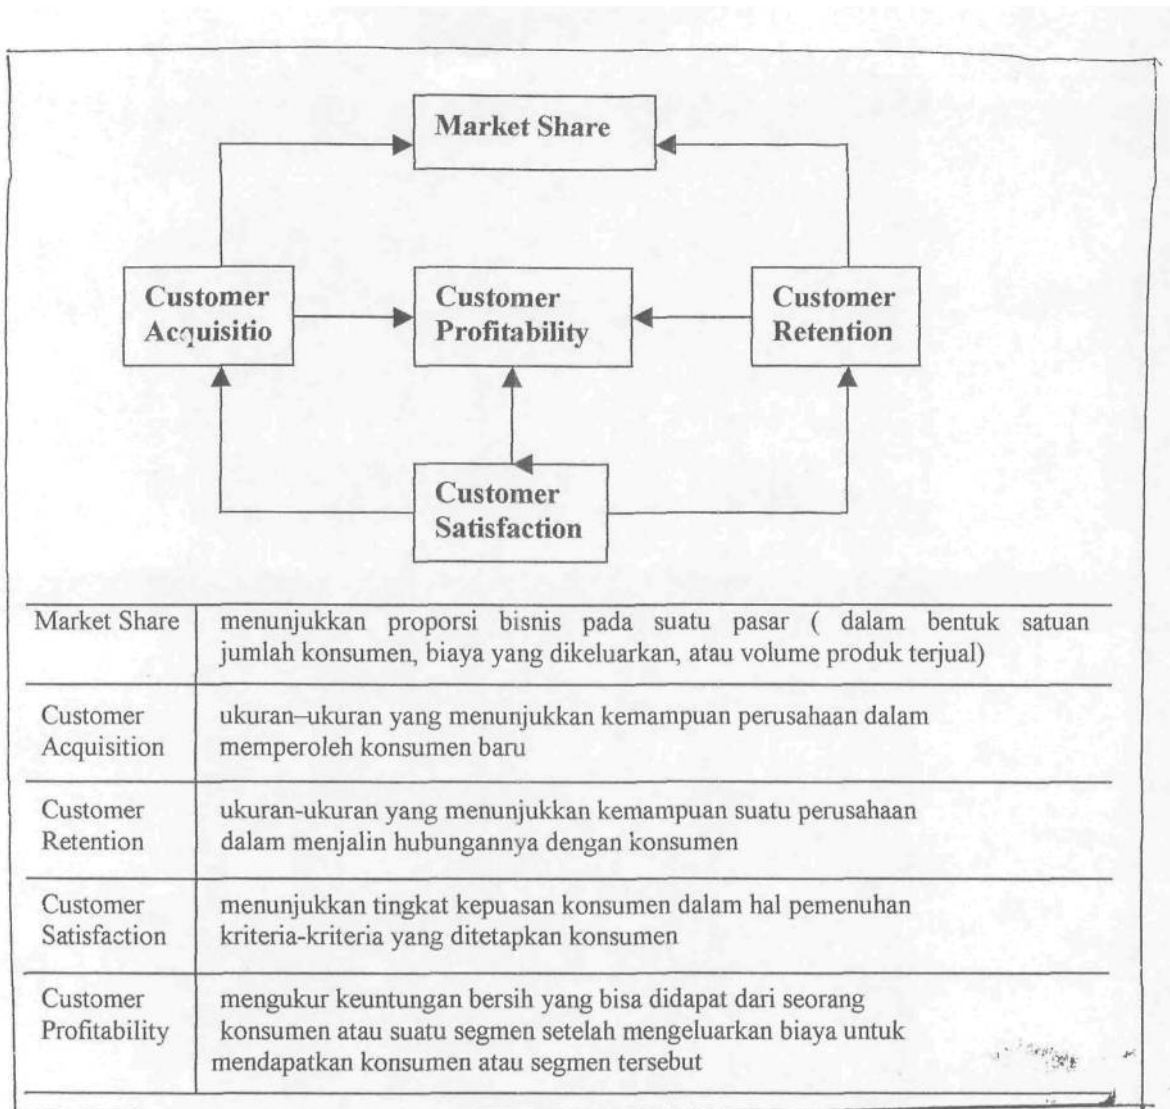 Market Share
Customer
Acquisitio
Customer
Profitability
Customer
Retention
Customer
Satisfaction
Market Share
menunjukkan proporsi bisnis pada suatu pasar ( dalam bentuk satuan
jumlah konsumen, biaya yang dikeluarkan, atau volume produk terjual)
Customer
Acquisition
ukuran–ukuran yang menunjukkan kemampuan perusahaan dalam
memperoleh konsumen baru
Customer
Retention
ukuran-ukuran yang menunjukkan kemampuan suatu perusahaan
dalam menjalin hubungannya dengan konsumen
Customer
Satisfaction
menunjukkan tingkat kepuasan konsumen dalam hal pemenuhan
kriteria-kriteria yang ditetapkan konsumen
Customer
Profitability
mengukur keuntungan bersih yang bisa didapat dari seorang
konsumen atau suatu segmen setelah mengeluarkan biaya untuk
mendapatkan konsumen atau segmen tersebut